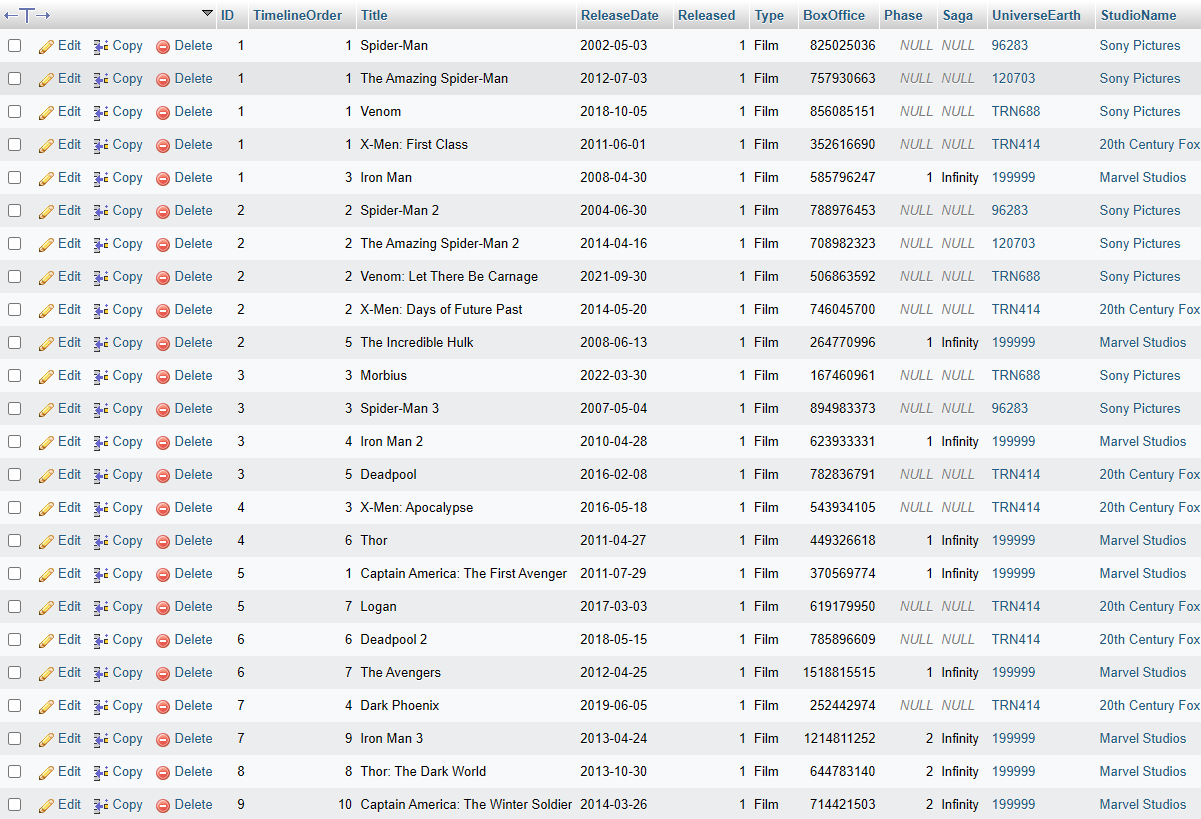 ←T→ ID TimelineOrder Title ReleaseDate Released Type BoxOffice Phase Saga UniverseEarth StudioName
Edit Copy Delete 1 1 Spider-Man 2002-05-03 1 Film 825025036 NULL NULL 96283 Sony Pictures
Edit Copy Delete 1 1 The Amazing Spider-Man 2012-07-03 1 Film 757930663 NULL NULL 120703 Sony Pictures
Edit Copy Delete 1 1 Venom 2018-10-05 1 Film 856085151 NULL NULL TRN688 Sony Pictures
Edit Copy Delete 1 1 X-Men: First Class 2011-06-01 1 Film 352616690 NULL NULL TRN414 20th Century Fox
Edit Copy Delete 1 3 Iron Man 2008-04-30 1 Film 585796247 1 Infinity 199999 Marvel Studios
Edit Copy Delete 2 2 Spider-Man 2 2004-06-30 1 Film 788976453 NULL NULL 96283 Sony Pictures
Edit Copy Delete 2 2 The Amazing Spider-Man 2 2014-04-16 1 Film 708982323 NULL NULL 120703 Sony Pictures
Edit Copy Delete 2 2 Venom: Let There Be Carnage 2021-09-30 1 Film 506863592 NULL NULL TRN688 Sony Pictures
Edit Copy Delete 2 2 X-Men: Days of Future Past 2014-05-20 1 Film 746045700 NULL NULL TRN414 20th Century Fox
Edit Copy Delete 2 5 The Incredible Hulk 2008-06-13 1 Film 264770996 1 Infinity 199999 Marvel Studios
Edit Copy Delete 3 3 Morbius 2022-03-30 1 Film 167460961 NULL NULL TRN688 Sony Pictures
Edit Copy Delete 3 3 Spider-Man 3 2007-05-04 1 Film 894983373 NULL NULL 96283 Sony Pictures
Edit Copy Delete 3 4 Iron Man 2 2010-04-28 1 Film 623933331 1 Infinity 199999 Marvel Studios
Edit Copy Delete 3 5 Deadpool 2016-02-08 1 Film 782836791 NULL NULL TRN414 20th Century Fox
Edit Copy Delete 4 3 X-Men: Apocalypse 2016-05-18 1 Film 543934105 NULL NULL TRN414 20th Century Fox
Edit Copy Delete 4 6 Thor 2011-04-27 1 Film 449326618 1 Infinity 199999 Marvel Studios
Edit Copy Delete 5 1 Captain America: The First Avenger 2011-07-29 1 Film 370569774 1 Infinity 199999 Marvel Studios
Edit Copy Delete 5 7 Logan 2017-03-03 1 Film 619179950 NULL NULL TRN414 20th Century Fox
Edit Copy Delete 6 6 Deadpool 2 2018-05-15 1 Film 785896609 NULL NULL TRN414 20th Century Fox
Edit Copy Delete 6 7 The Avengers 2012-04-25 1 Film 1518815515 1 Infinity 199999 Marvel Studios
Edit Copy Delete 7 4 Dark Phoenix 2019-06-05 1 Film 252442974 NULL NULL TRN414 20th Century Fox
Edit Copy Delete 7 9 Iron Man 3 2013-04-24 1 Film 1214811252 2 Infinity 199999 Marvel Studios
Edit Copy Delete 8 8 Thor: The Dark World 2013-10-30 1 Film 644783140 2 Infinity 199999 Marvel Studios
Edit Copy Delete 9 10 Captain America: The Winter Soldier 2014-03-26 1 Film 714421503 2 Infinity 199999 Marvel Studios